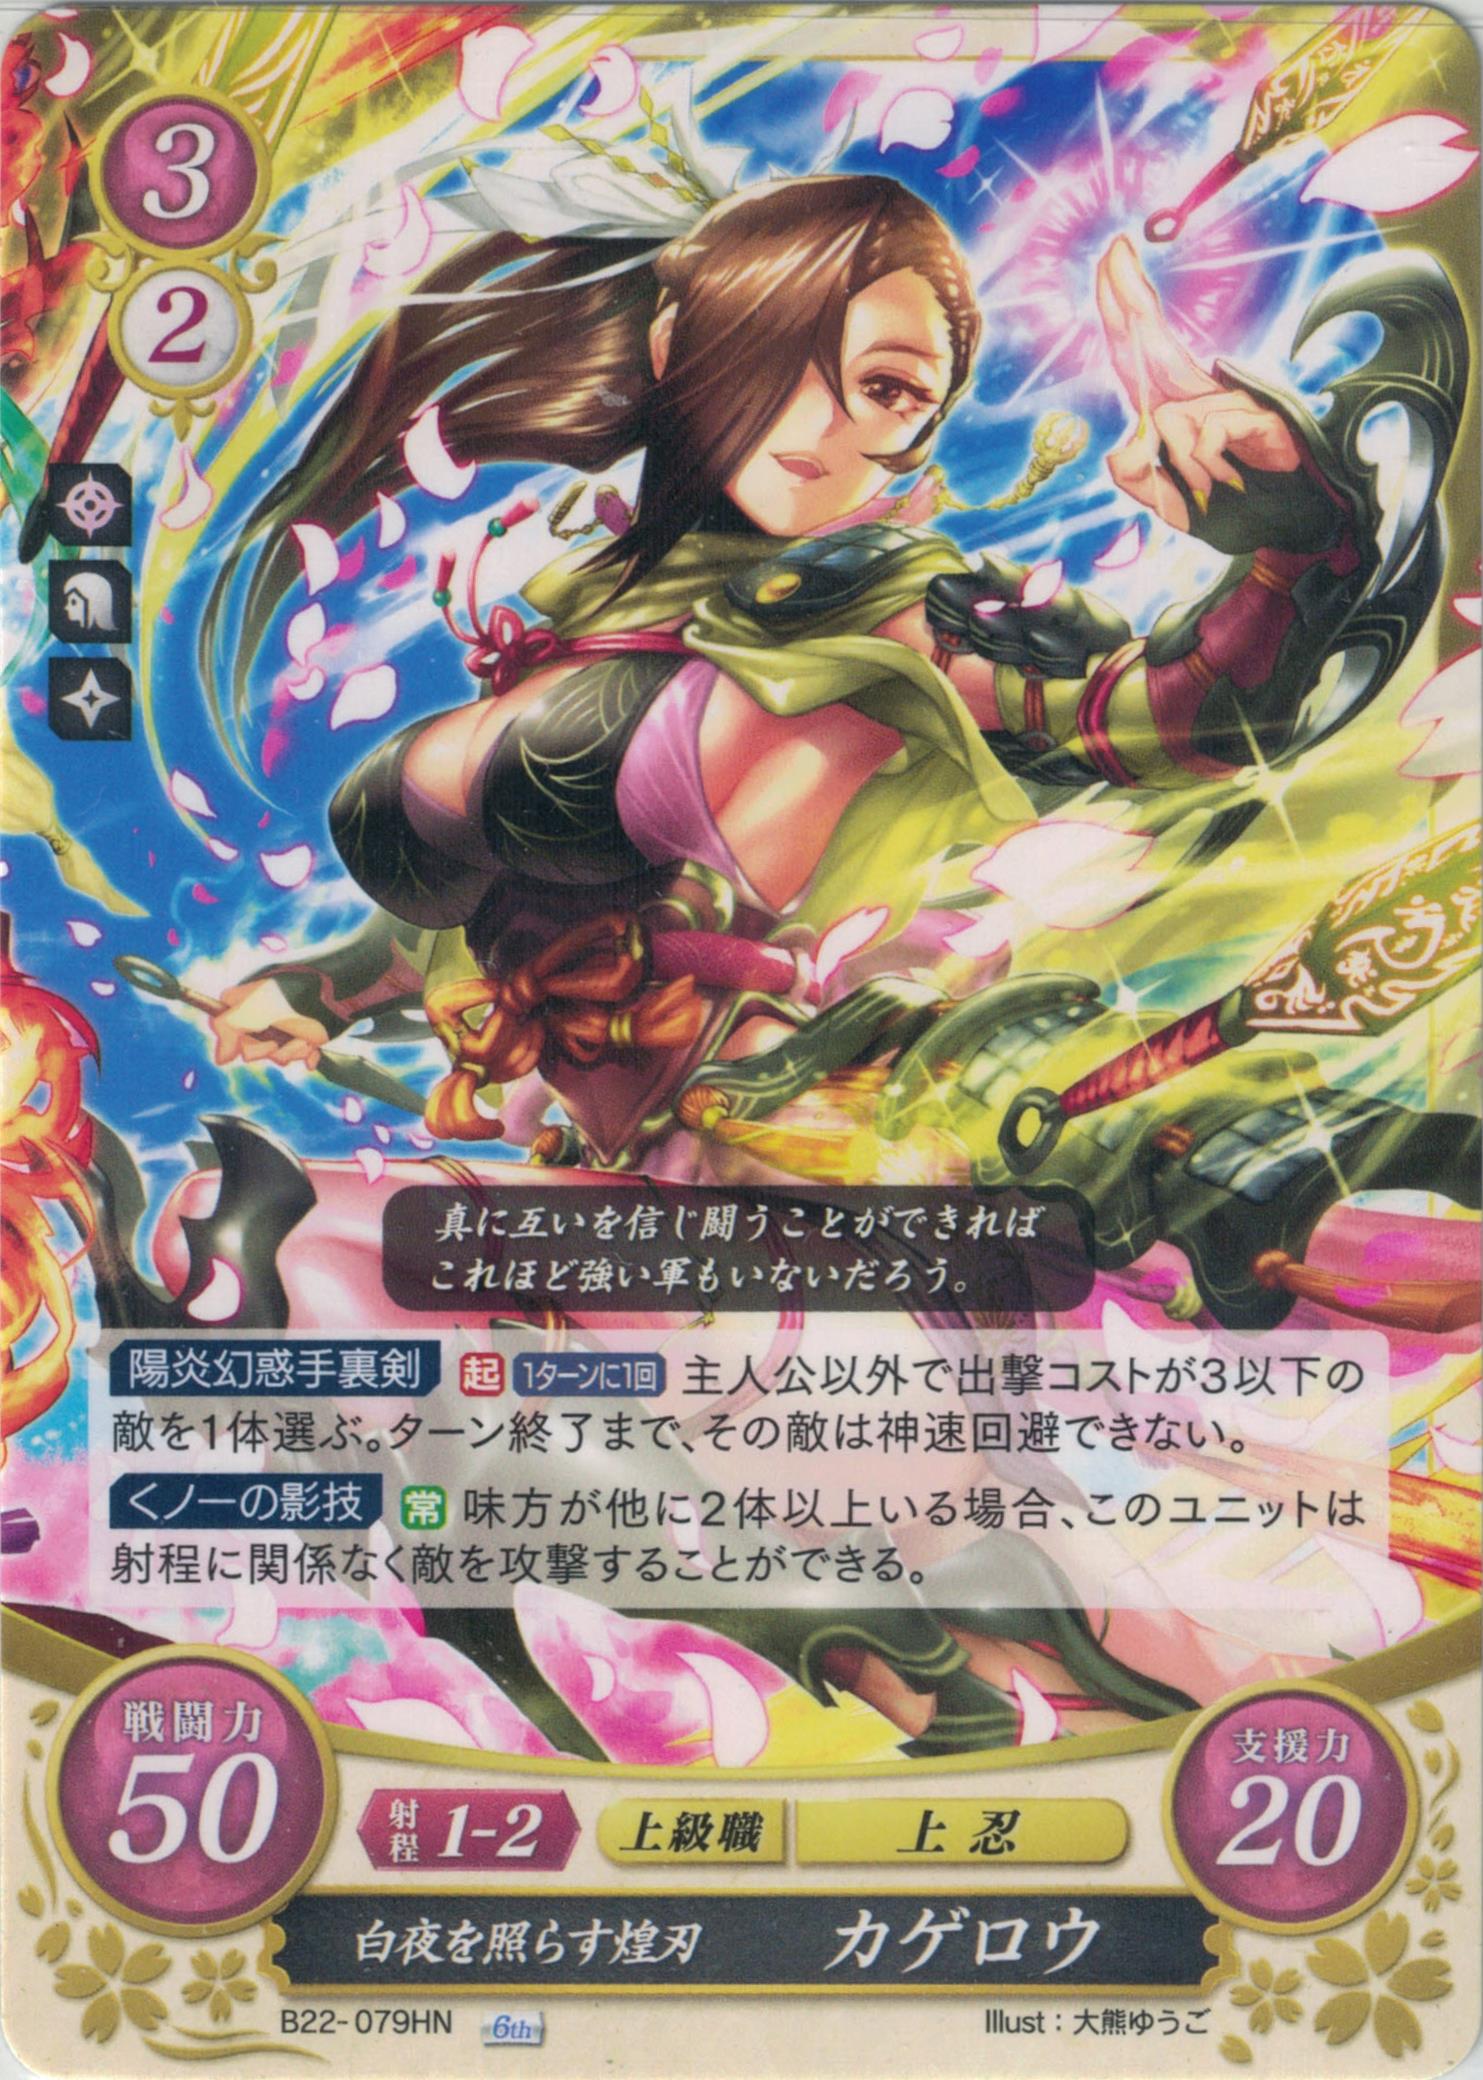 3
2
真に互いを信じ闘うことができれば
これほど強い軍もいないだろう。
陽炎幻惑手裏剣 起 1ターンに1回 主人公以外で出撃コストが3以下の
敵を1体選ぶ。ターン終了まで、その敵は神速回避できない。
くノ一の影技 常 味方が他に2体以上いる場合、このユニットは
射程に関係なく敵を攻撃することができる。
戦闘力
50
射程 1-2
上級職
上忍
支援力
20
白夜を照らす煌刃 カゲロウ
B22-079HN 6th
Illust：大熊ゆうご